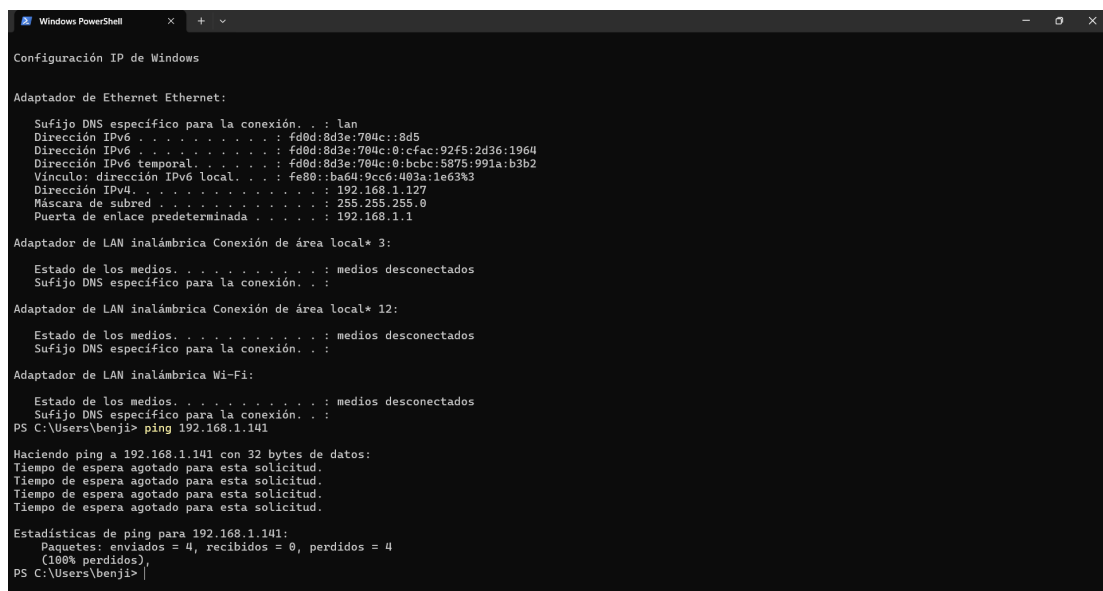 Windows PowerShell
Configuración IP de Windows
Adaptador de Ethernet Ethernet:
Sufijo DNS específico para la conexión. . : lan
Dirección IPv6 . . . . . . . . . . : fd0d:8d3e:704c::8d5
Dirección IPv6 . . . . . . . . . . : fd0d:8d3e:704c:0:cfac:92f5:2d36:1964
Dirección IPv6 temporal. . . . . . : fd0d:8d3e:704c:0:bcbc:5875:991a:b3b2
Vínculo: dirección IPv6 local. . . : fe80::ba64:9cc6:403a:1e63%3
Dirección IPv4. . . . . . . . . . . . . . : 192.168.1.127
Máscara de subred . . . . . . . . . . . . : 255.255.255.0
Puerta de enlace predeterminada . . . . . : 192.168.1.1
Adaptador de LAN inalámbrica Conexión de área local* 3:
Estado de los medios. . . . . . . . . . . : medios desconectados
Sufijo DNS específico para la conexión. . :
Adaptador de LAN inalámbrica Conexión de área local* 12:
Estado de los medios. . . . . . . . . . . : medios desconectados
Sufijo DNS específico para la conexión. . :
Adaptador de LAN inalámbrica Wi-Fi:
Estado de los medios. . . . . . . . . . . : medios desconectados
Sufijo DNS específico para la conexión. . :
PS C:\Users\benji> ping 192.168.1.141
Haciendo ping a 192.168.1.141 con 32 bytes de datos:
Tiempo de espera agotado para esta solicitud.
Tiempo de espera agotado para esta solicitud.
Tiempo de espera agotado para esta solicitud.
Tiempo de espera agotado para esta solicitud.
Estadísticas de ping para 192.168.1.141:
Paquetes: enviados = 4, recibidos = 0, perdidos = 4
(100% perdidos),
PS C:\Users\benji>